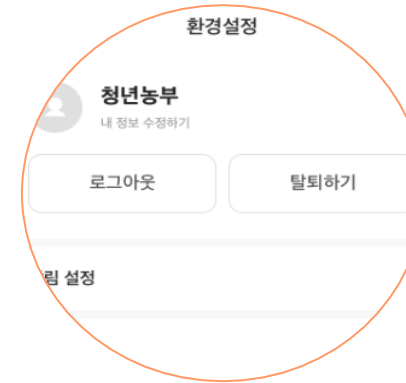 환경설정
청년농부
내 정보 수정하기
로그아웃 탈퇴하기
림 설정